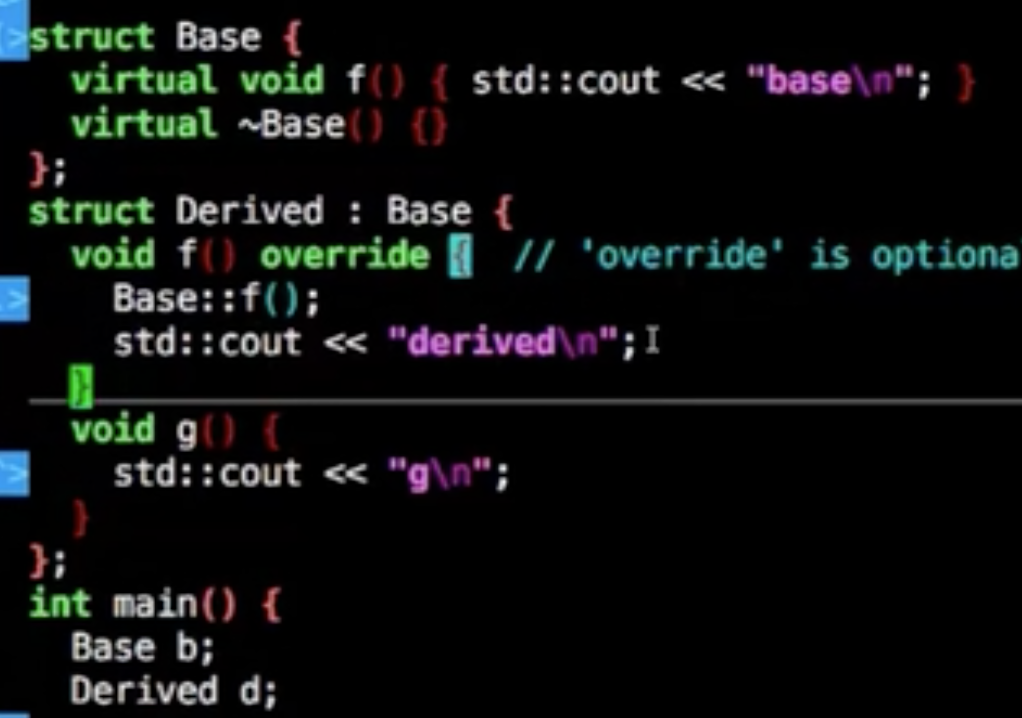 struct Base {
  virtual void f() { std::cout << "base\n"; }
  virtual ~Base() {}
};
struct Derived : Base {
  void f() override {  // 'override' is optiona
    Base::f();
    std::cout << "derived\n";
  }
  void g() {
    std::cout << "g\n";
  }
};
int main() {
  Base b;
  Derived d;